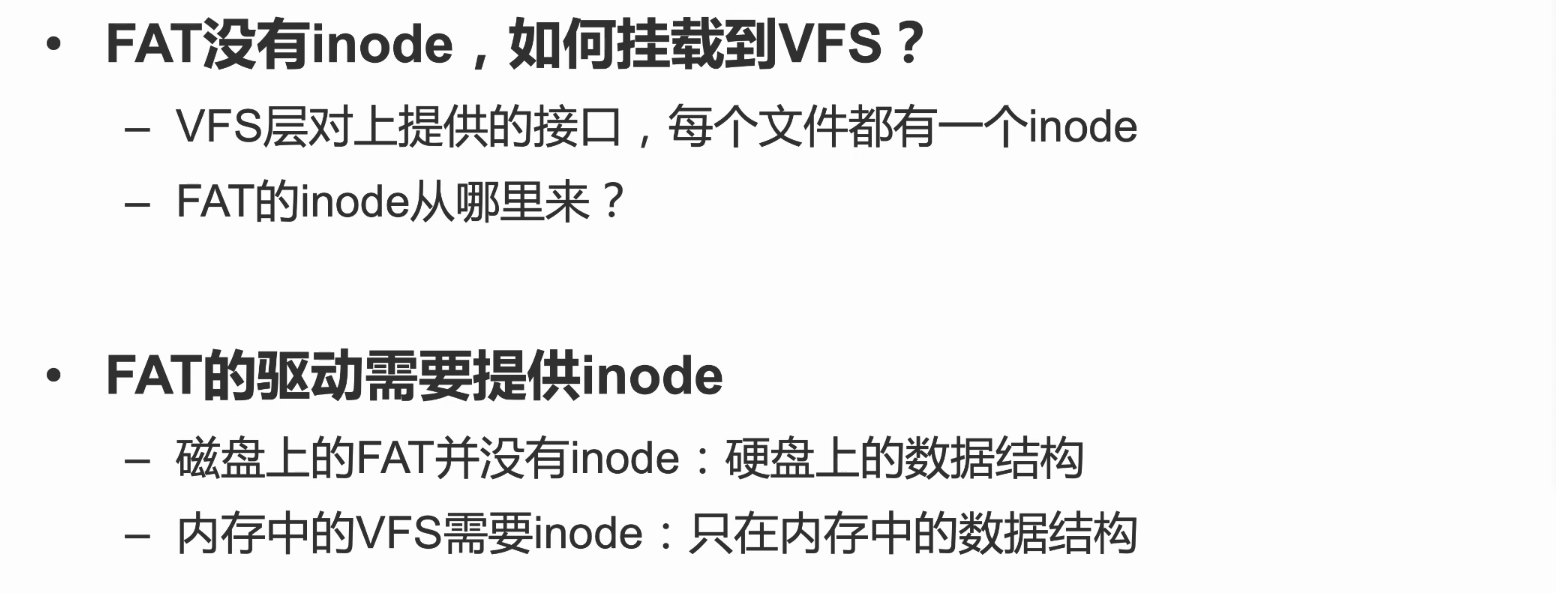 • FAT没有inode，如何挂载到VFS？
– VFS层对上提供的接口，每个文件都有一个inode
– FAT的inode从哪里来？
• FAT的驱动需要提供inode
– 磁盘上的FAT并没有inode：硬盘上的数据结构
– 内存中的VFS需要inode：只在内存中的数据结构